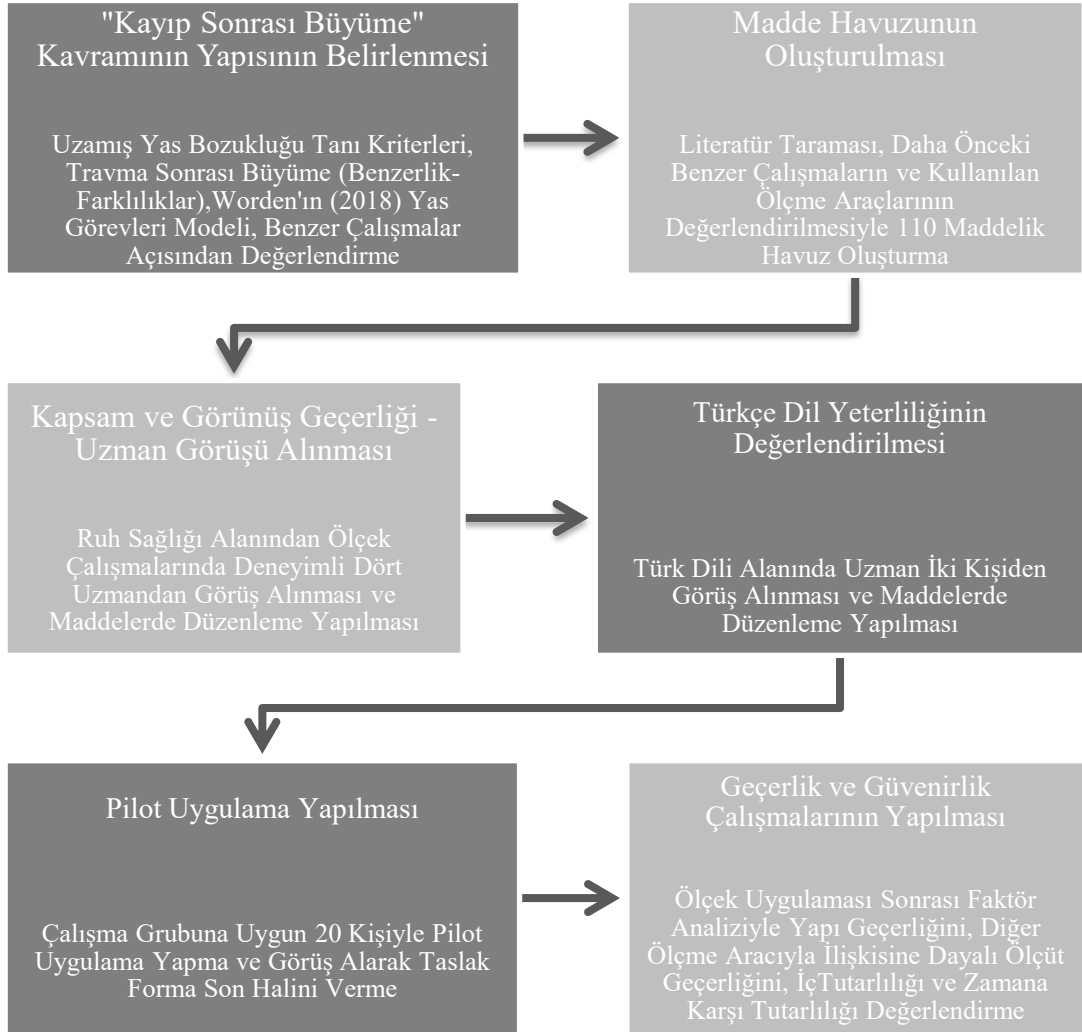 "Kayıp Sonrası Büyüme"
Kavramının Yapısının Belirlenmesi
Uzamış Yas Bozukluğu Tanı Kriterleri,
Travma Sonrası Büyüme (Benzerlik-
Farklılıklar),Worden'ın (2018) Yas
Görevleri Modeli, Benzer Çalışmalar
Açısından Değerlendirme
Madde Havuzunun
Oluşturulması
Literatür Taraması, Daha Önceki
Benzer Çalışmaların ve Kullanılan
Ölçme Araçlarının
Değerlendirilmesiyle 110 Maddelik
Havuz Oluşturma
Kapsam ve Görünüş Geçerliği -
Uzman Görüşü Alınması
Ruh Sağlığı Alanından Ölçek
Çalışmalarında Deneyimli Dört
Uzmandan Görüş Alınması ve
Maddelerde Düzenleme Yapılması
Türkçe Dil Yeterliliğinin
Değerlendirilmesi
Türk Dili Alanında Uzman İki Kişiden
Görüş Alınması ve Maddelerde
Düzenleme Yapılması
Pilot Uygulama Yapılması
Çalışma Grubuna Uygun 20 Kişiyle Pilot
Uygulama Yapma ve Görüş Alarak Taslak
Forma Son Halini Verme
Geçerlik ve Güvenirlik
Çalışmalarının Yapılması
Ölçek Uygulaması Sonrası Faktör
Analiziyle Yapı Geçerliğini, Diğer
Ölçme Aracıyla İlişkisine Dayalı Ölçüt
Geçerliğini, İçTutarlılığı ve Zamana
Karşı Tutarlılığı Değerlendirme